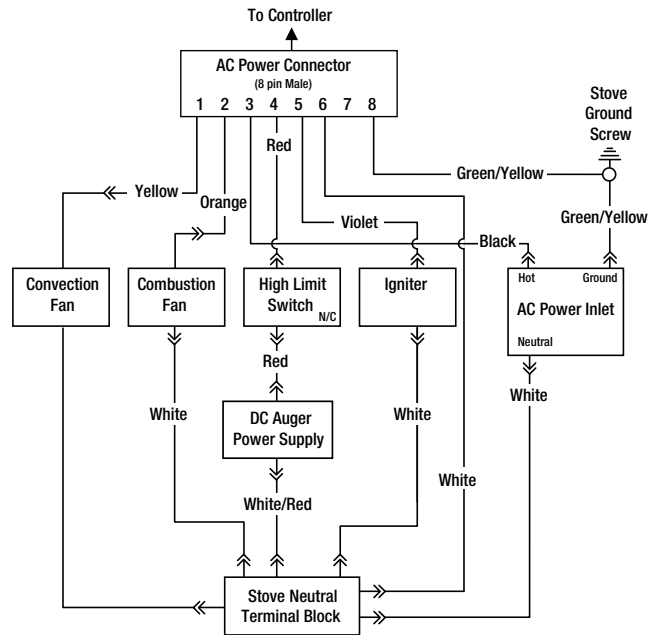 To Controller
AC Power Connector
(8 pin Male)
1 2 3 4 5 6 7 8
Stove
Ground
Screw
Red
Green/Yellow
Yellow
Orange
Violet
Green/Yellow
Black
Convection
Fan
Combustion
Fan
High Limit
Switch
N/C
Igniter
Hot
Ground
AC Power Inlet
Neutral
Red
White
White
White
DC Auger
Power Supply
White/Red
White
Stove Neutral
Terminal Block